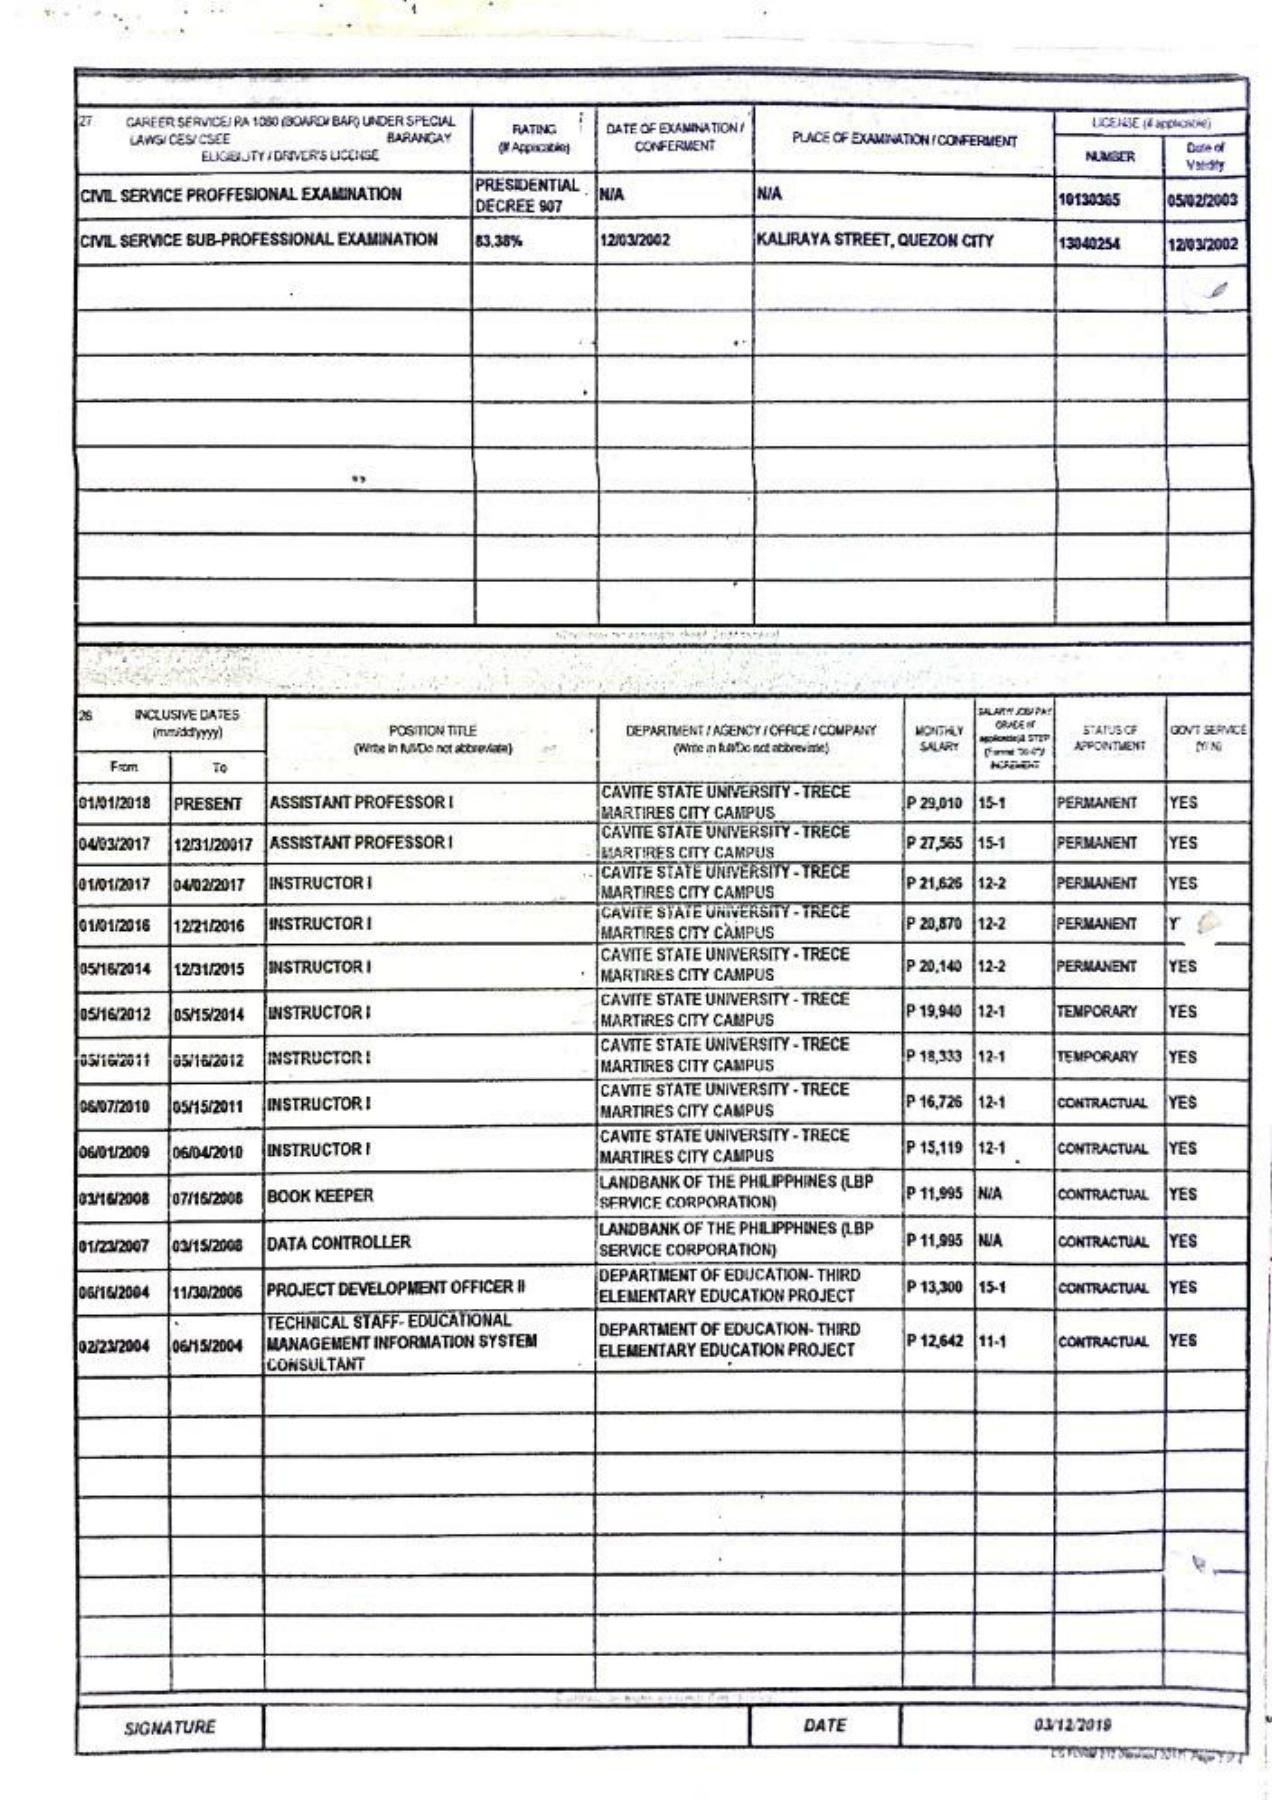 27 CAREER SERVICE/ RA 1080 (BOARD/ BAR) UNDER SPECIAL
LAWS/ CES/ CSEE BARANGAY
ELIGIBILITY / DRIVER'S LICENSE
RATING
(If Applicable)
DATE OF EXAMINATION /
CONFERMENT
PLACE OF EXAMINATION / CONFERMENT
LICENSE (if applicable)
NUMBER
Date of
Validity
CIVIL SERVICE PROFFESIONAL EXAMINATION
PRESIDENTIAL
DECREE 907
N/A
N/A
10130365
05/02/2003
CIVIL SERVICE SUB-PROFESSIONAL EXAMINATION
83.38%
12/03/2002
KALIRAYA STREET, QUEZON CITY
13040254
12/03/2002
28 INCLUSIVE DATES
(mm/dd/yyyy)
From
To
POSITION TITLE
(Write in full/Do not abbreviate)
DEPARTMENT / AGENCY / OFFICE / COMPANY
(Write in full/Do not abbreviate)
MONTHLY
SALARY
SALARY/ JOB/ PAY
GRADE (if
applicable)& STEP
(Format "00-0")/
INCREMENT
STATUS OF
APPOINTMENT
GOV'T SERVICE
(Y/ N)
01/01/2018 PRESENT ASSISTANT PROFESSOR I
CAVITE STATE UNIVERSITY - TRECE
MARTIRES CITY CAMPUS
P 29,010 15-1 PERMANENT YES
04/03/2017 12/31/20017 ASSISTANT PROFESSOR I
CAVITE STATE UNIVERSITY - TRECE
MARTIRES CITY CAMPUS
P 27,565 15-1 PERMANENT YES
01/01/2017 04/02/2017 INSTRUCTOR I
CAVITE STATE UNIVERSITY - TRECE
MARTIRES CITY CAMPUS
P 21,626 12-2 PERMANENT YES
01/01/2016 12/21/2016 INSTRUCTOR I
CAVITE STATE UNIVERSITY - TRECE
MARTIRES CITY CAMPUS
P 20,870 12-2 PERMANENT Y
05/16/2014 12/31/2015 INSTRUCTOR I
CAVITE STATE UNIVERSITY - TRECE
MARTIRES CITY CAMPUS
P 20,140 12-2 PERMANENT YES
05/16/2012 05/15/2014 INSTRUCTOR I
CAVITE STATE UNIVERSITY - TRECE
MARTIRES CITY CAMPUS
P 19,940 12-1 TEMPORARY YES
05/16/2011 05/16/2012 INSTRUCTOR I
CAVITE STATE UNIVERSITY - TRECE
MARTIRES CITY CAMPUS
P 18,333 12-1 TEMPORARY YES
06/07/2010 05/15/2011 INSTRUCTOR I
CAVITE STATE UNIVERSITY - TRECE
MARTIRES CITY CAMPUS
P 16,726 12-1 CONTRACTUAL YES
06/01/2009 06/04/2010 INSTRUCTOR I
CAVITE STATE UNIVERSITY - TRECE
MARTIRES CITY CAMPUS
P 15,119 12-1 CONTRACTUAL YES
03/16/2008 07/16/2008 BOOK KEEPER
LANDBANK OF THE PHILIPPHINES (LBP
SERVICE CORPORATION)
P 11,995 N/A CONTRACTUAL YES
01/23/2007 03/15/2008 DATA CONTROLLER
LANDBANK OF THE PHILIPPHINES (LBP
SERVICE CORPORATION)
P 11,995 N/A CONTRACTUAL YES
06/16/2004 11/30/2006 PROJECT DEVELOPMENT OFFICER II
DEPARTMENT OF EDUCATION- THIRD
ELEMENTARY EDUCATION PROJECT
P 13,300 15-1 CONTRACTUAL YES
02/23/2004 06/15/2004
TECHNICAL STAFF- EDUCATIONAL
MANAGEMENT INFORMATION SYSTEM
CONSULTANT
DEPARTMENT OF EDUCATION- THIRD
ELEMENTARY EDUCATION PROJECT
P 12,642 11-1 CONTRACTUAL YES
SIGNATURE
DATE
03/12/2019
CS FORM 212 (Revised 2017), Page 2 of 4